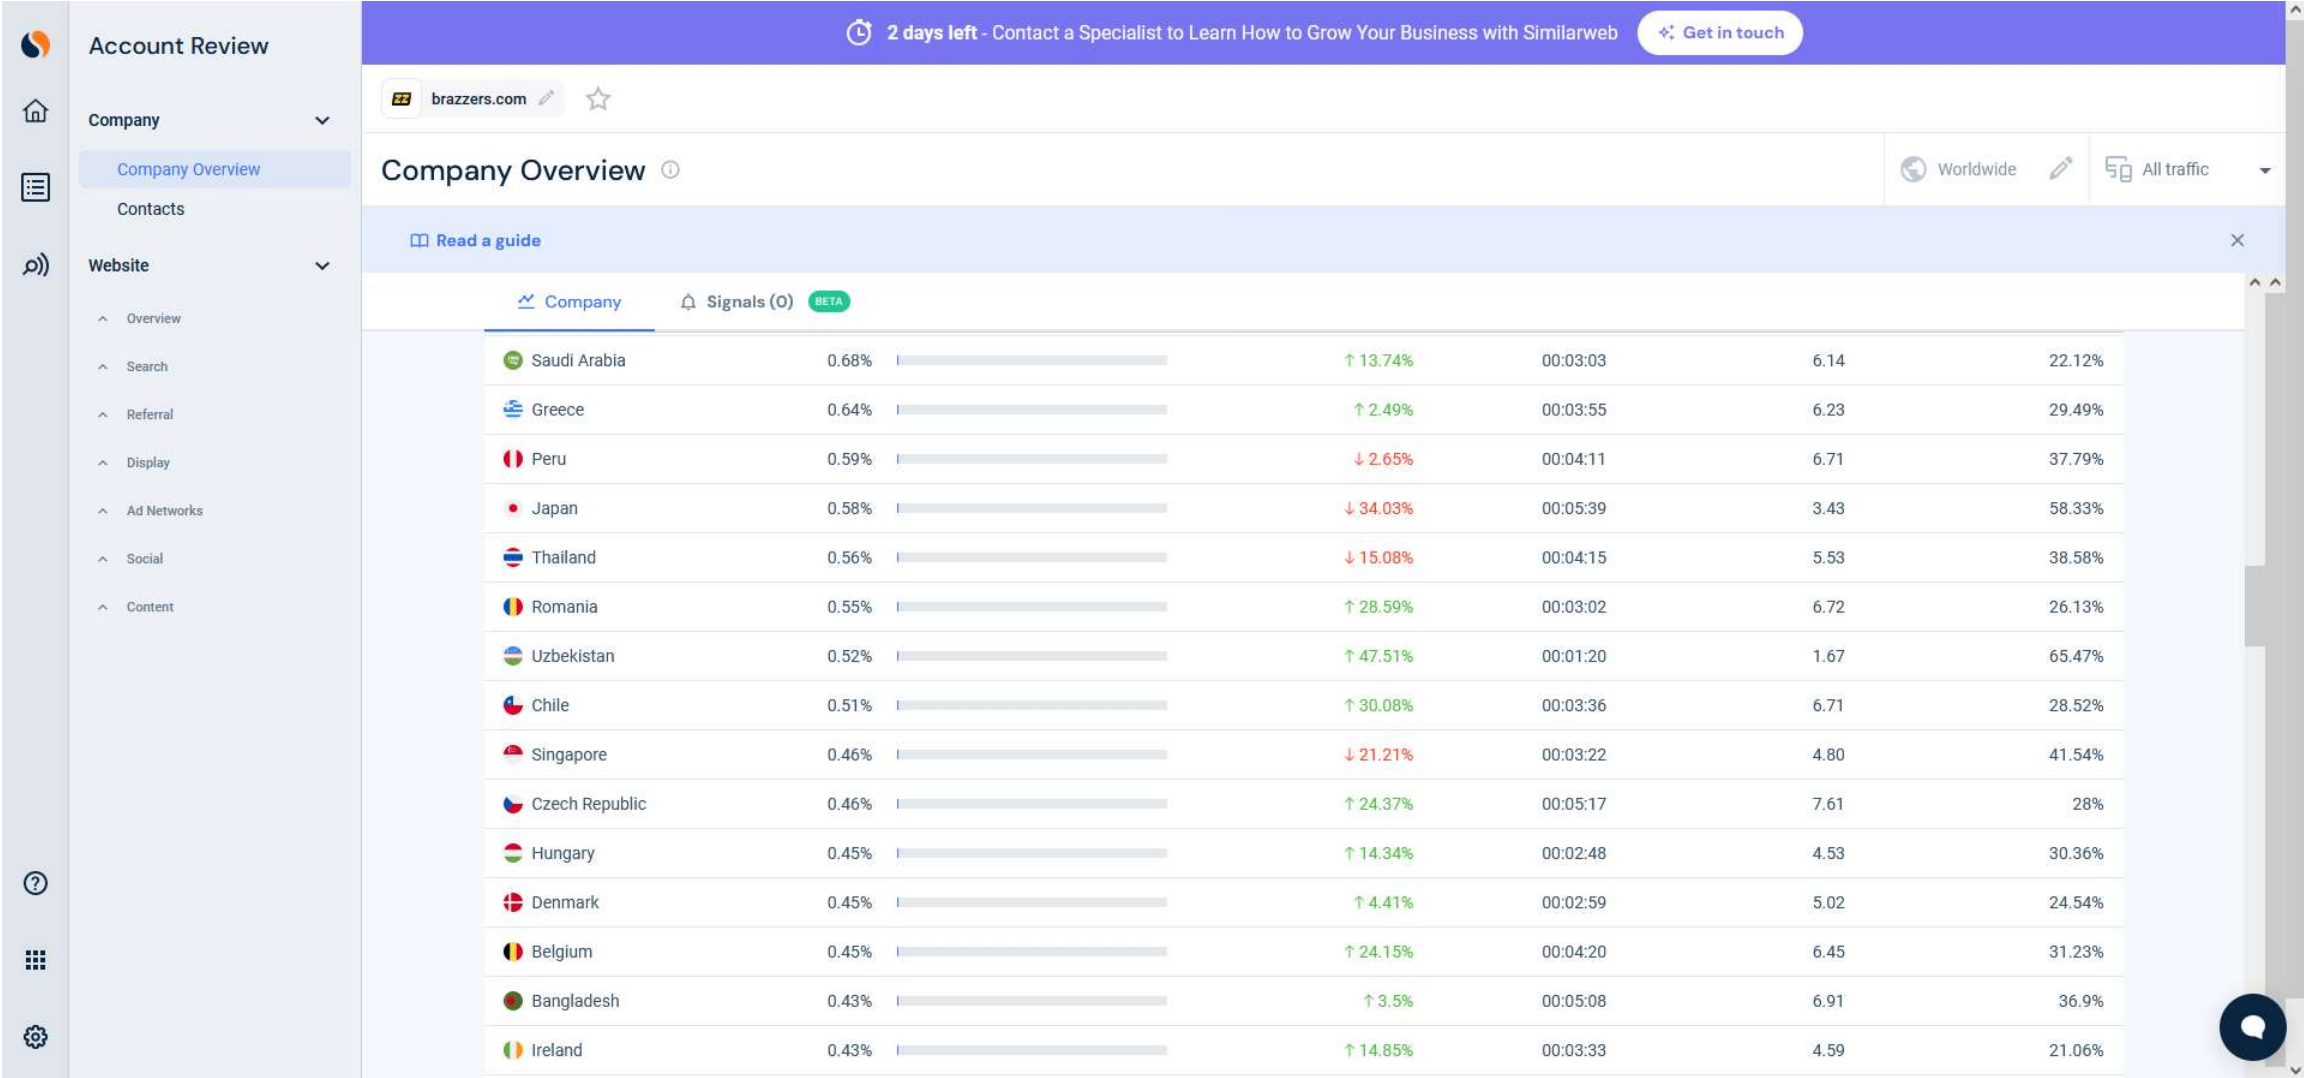 Account Review
Company
Company Overview
Contacts
Website
Overview
Search
Referral
Display
Ad Networks
Social
Content
2 days left - Contact a Specialist to Learn How to Grow Your Business with Similarweb Get in touch
ZZ brazzers.com
Company Overview Worldwide All traffic
Read a guide
Company Signals (0) BETA
Saudi Arabia 0.68% ↑ 13.74% 00:03:03 6.14 22.12%
Greece 0.64% ↑ 2.49% 00:03:55 6.23 29.49%
Peru 0.59% ↓ 2.65% 00:04:11 6.71 37.79%
Japan 0.58% ↓ 34.03% 00:05:39 3.43 58.33%
Thailand 0.56% ↓ 15.08% 00:04:15 5.53 38.58%
Romania 0.55% ↑ 28.59% 00:03:02 6.72 26.13%
Uzbekistan 0.52% ↑ 47.51% 00:01:20 1.67 65.47%
Chile 0.51% ↑ 30.08% 00:03:36 6.71 28.52%
Singapore 0.46% ↓ 21.21% 00:03:22 4.80 41.54%
Czech Republic 0.46% ↑ 24.37% 00:05:17 7.61 28%
Hungary 0.45% ↑ 14.34% 00:02:48 4.53 30.36%
Denmark 0.45% ↑ 4.41% 00:02:59 5.02 24.54%
Belgium 0.45% ↑ 24.15% 00:04:20 6.45 31.23%
Bangladesh 0.43% ↑ 3.5% 00:05:08 6.91 36.9%
Ireland 0.43% ↑ 14.85% 00:03:33 4.59 21.06%